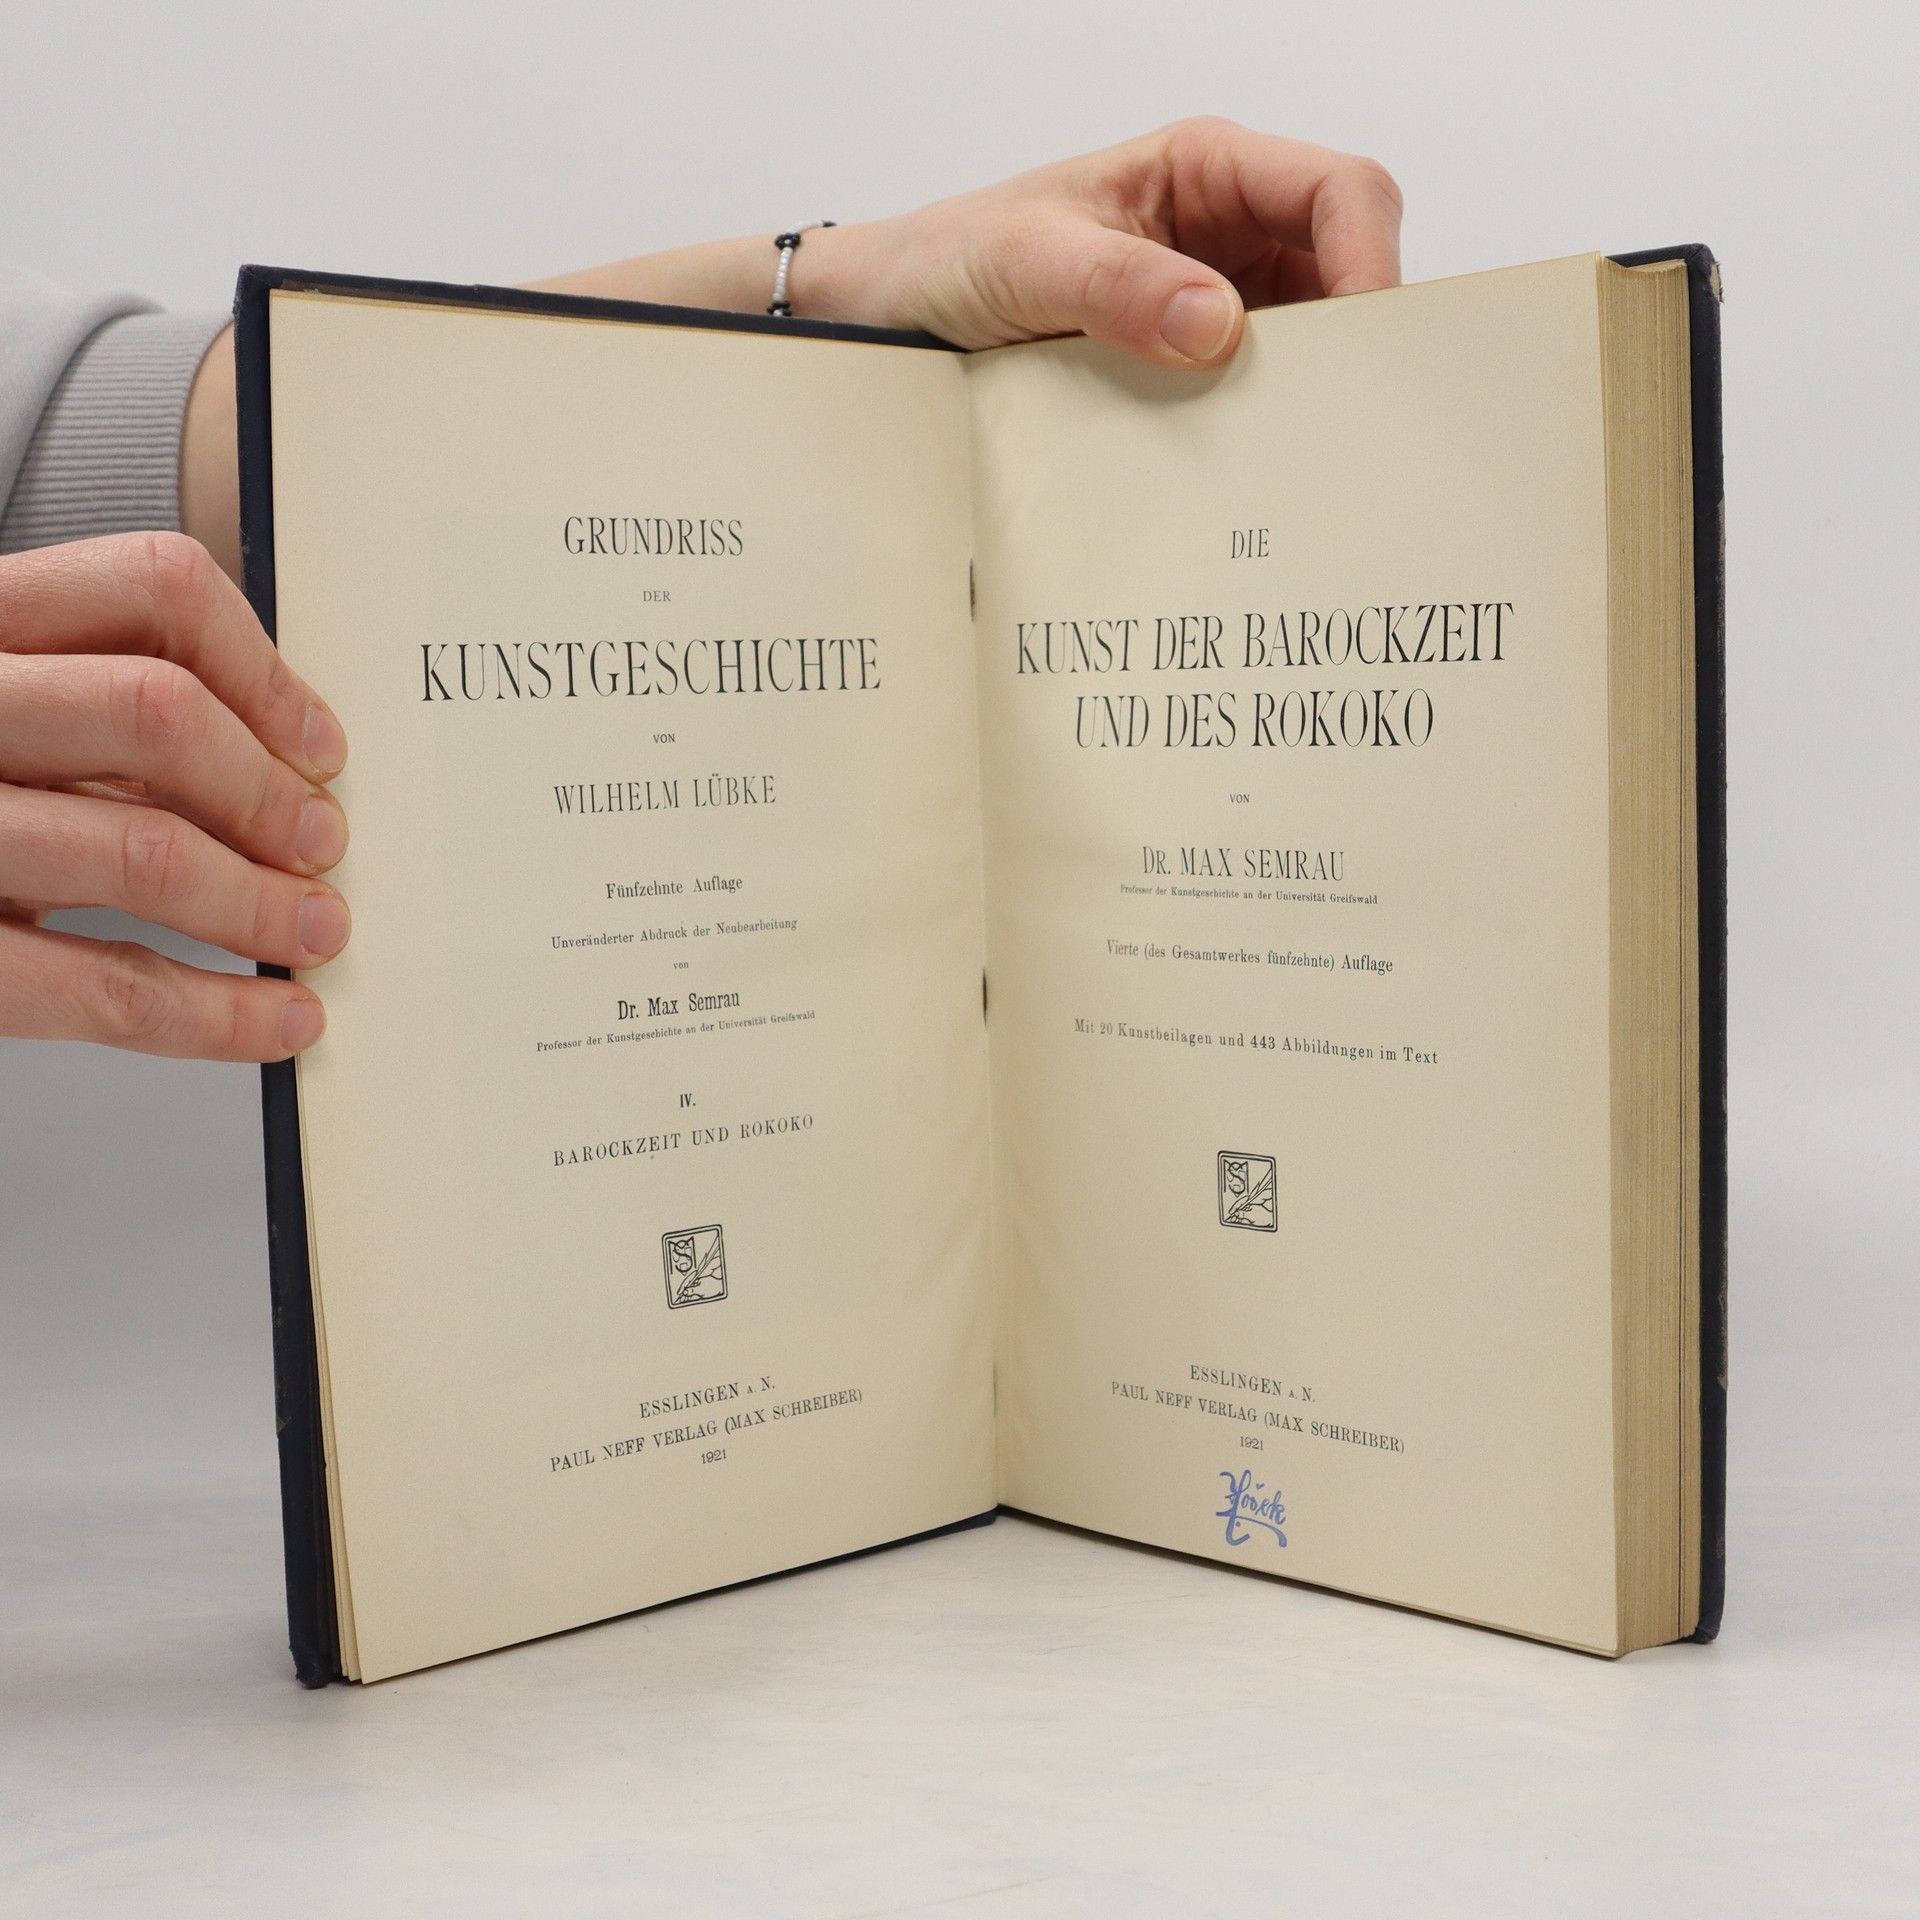 GRUNDRISS
DER
KUNSTGESCHICHTE
VON
WILHELM LÜBKE
Fünfzehnte Auflage
Unveränderter Abdruck der Neubearbeitung
von
Dr. Max Semrau
Professor der Kunstgeschichte an der Universität Greifswald
IV.
BAROCKZEIT UND ROKOKO
ESSLINGEN A. N.
PAUL NEFF VERLAG (MAX SCHREIBER)
1921
DIE
KUNST DER BAROCKZEIT
UND DES ROKOKO
VON
DR. MAX SEMRAU
Professor der Kunstgeschichte an der Universität Greifswald
Vierte (des Gesamtwerkes fünfzehnte) Auflage
Mit 20 Kunstbeilagen und 443 Abbildungen im Text
ESSLINGEN A. N.
PAUL NEFF VERLAG (MAX SCHREIBER)
1921